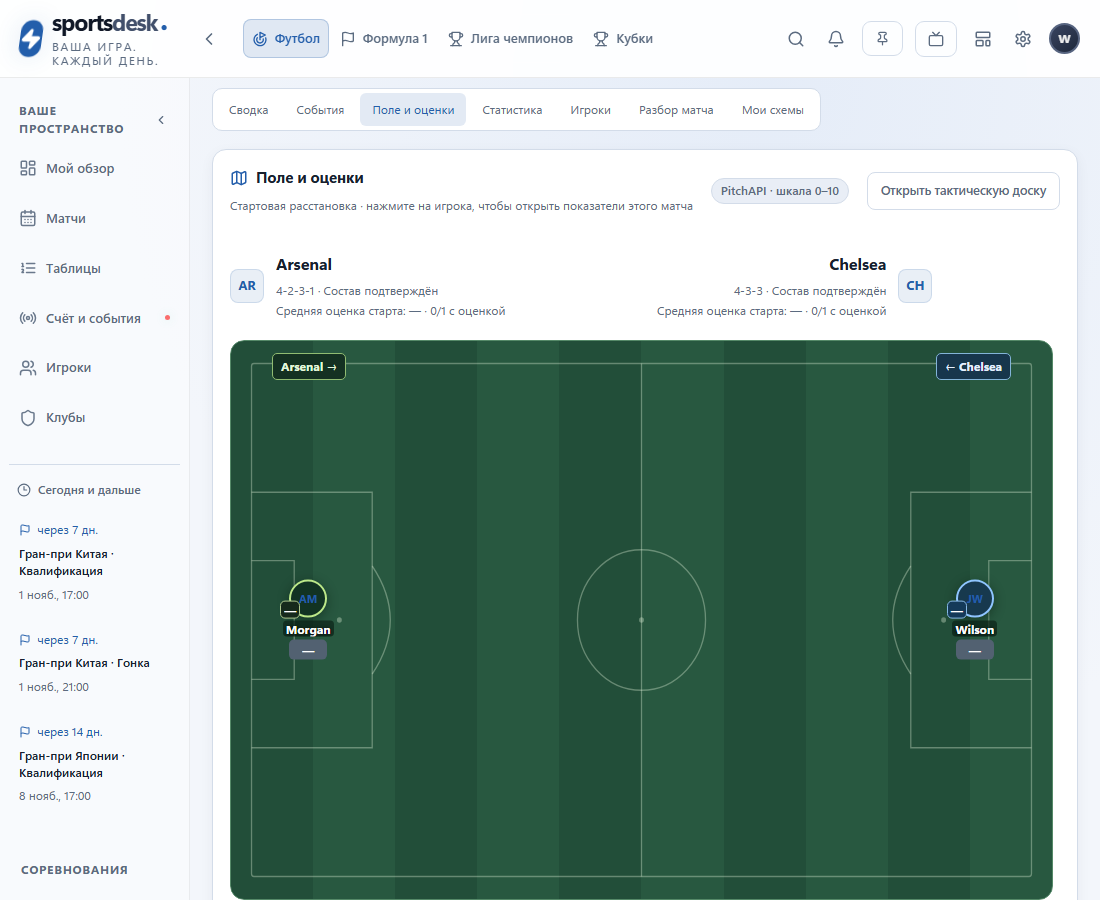 sportsdesk.
ВАША ИГРА.
КАЖДЫЙ ДЕНЬ.
Футбол
Формула 1
Лига чемпионов
Кубки
W
ВАШЕ
ПРОСТРАНСТВО
Мой обзор
Матчи
Таблицы
Счёт и события
Игроки
Клубы
Сегодня и дальше
через 7 дн.
Гран-при Китая ·
Квалификация
1 нояб., 17:00
через 7 дн.
Гран-при Китая · Гонка
1 нояб., 21:00
через 14 дн.
Гран-при Японии ·
Квалификация
8 нояб., 17:00
СОРЕВНОВАНИЯ
Сводка
События
Поле и оценки
Статистика
Игроки
Разбор матча
Мои схемы
Поле и оценки
Стартовая расстановка · нажмите на игрока, чтобы открыть показатели этого матча
PitchAPI · шкала 0–10
Открыть тактическую доску
AR
Arsenal
4-2-3-1 · Состав подтверждён
Средняя оценка старта: — · 0/1 с оценкой
Chelsea
4-3-3 · Состав подтверждён
Средняя оценка старта: — · 0/1 с оценкой
CH
Arsenal →
← Chelsea
AM
—
Morgan
—
JW
—
Wilson
—